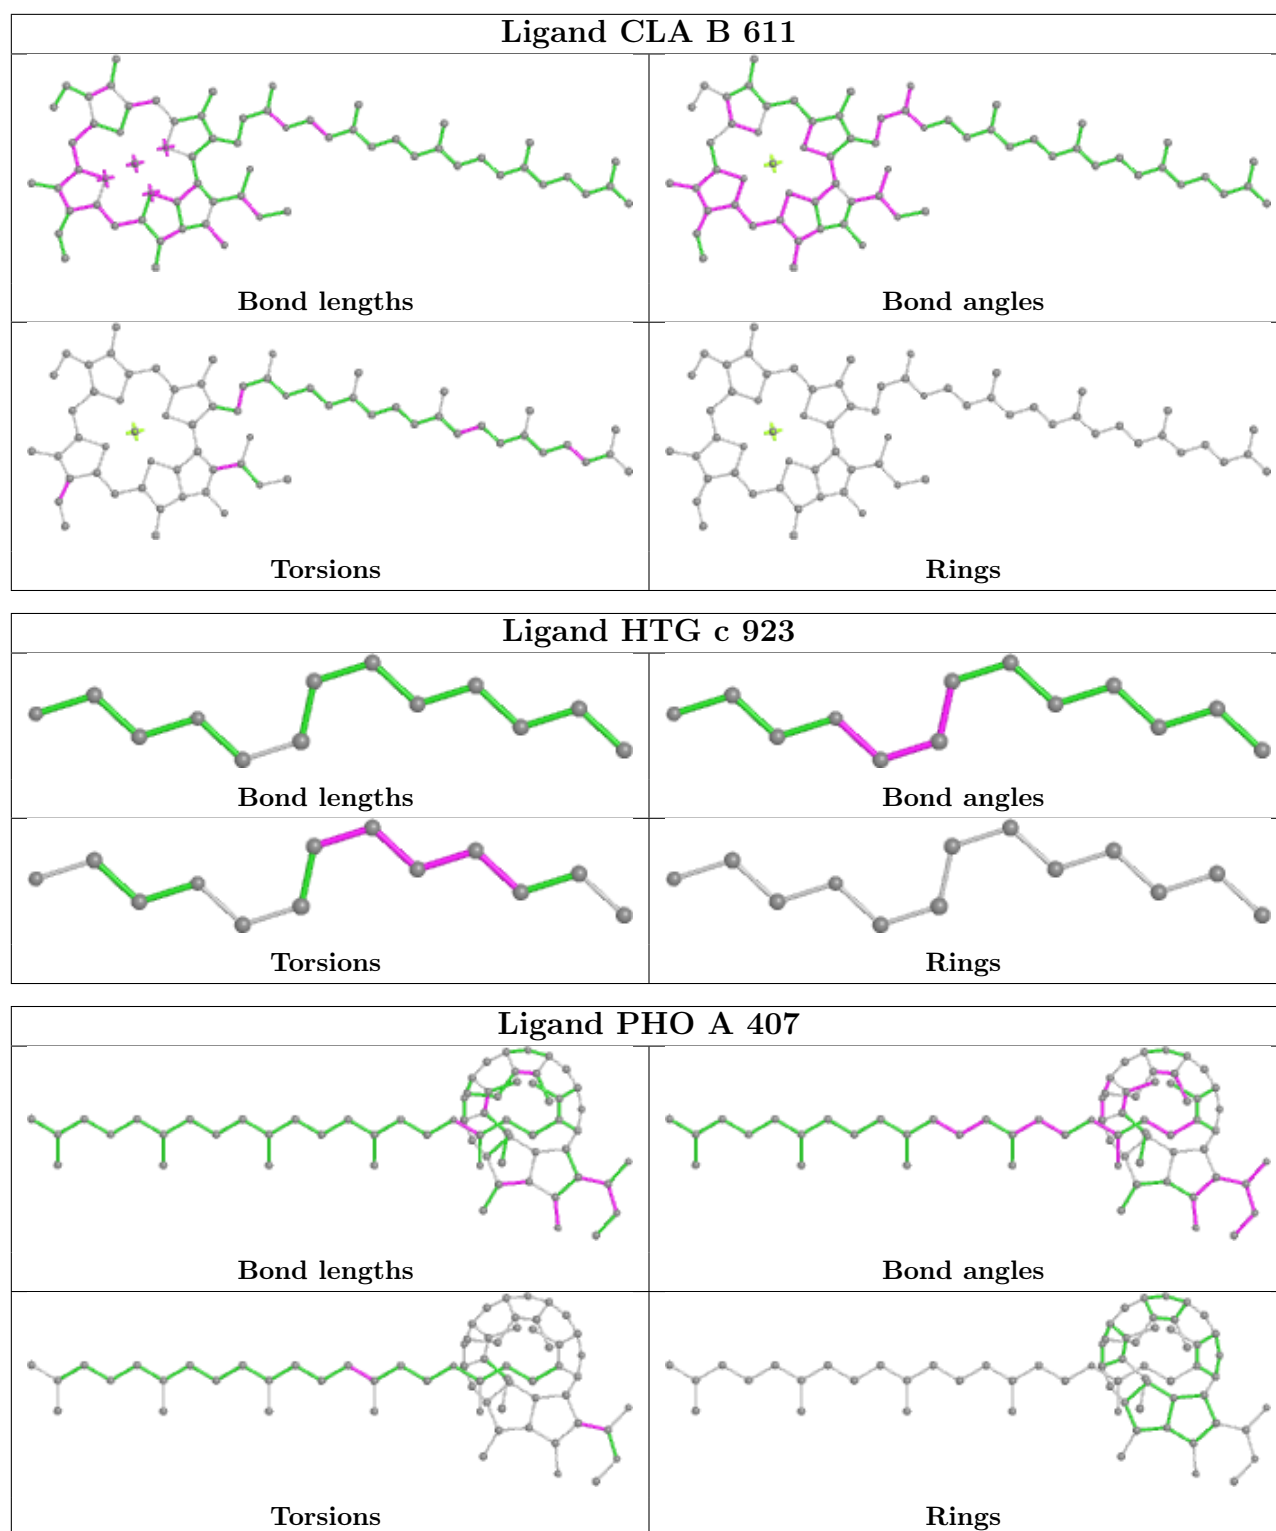 Ligand CLA B 611
Bond lengths
Bond angles
Torsions
Rings
Ligand HTG c 923
Bond lengths
Bond angles
Torsions
Rings
Ligand PHO A 407
Bond lengths
Bond angles
Torsions
Rings